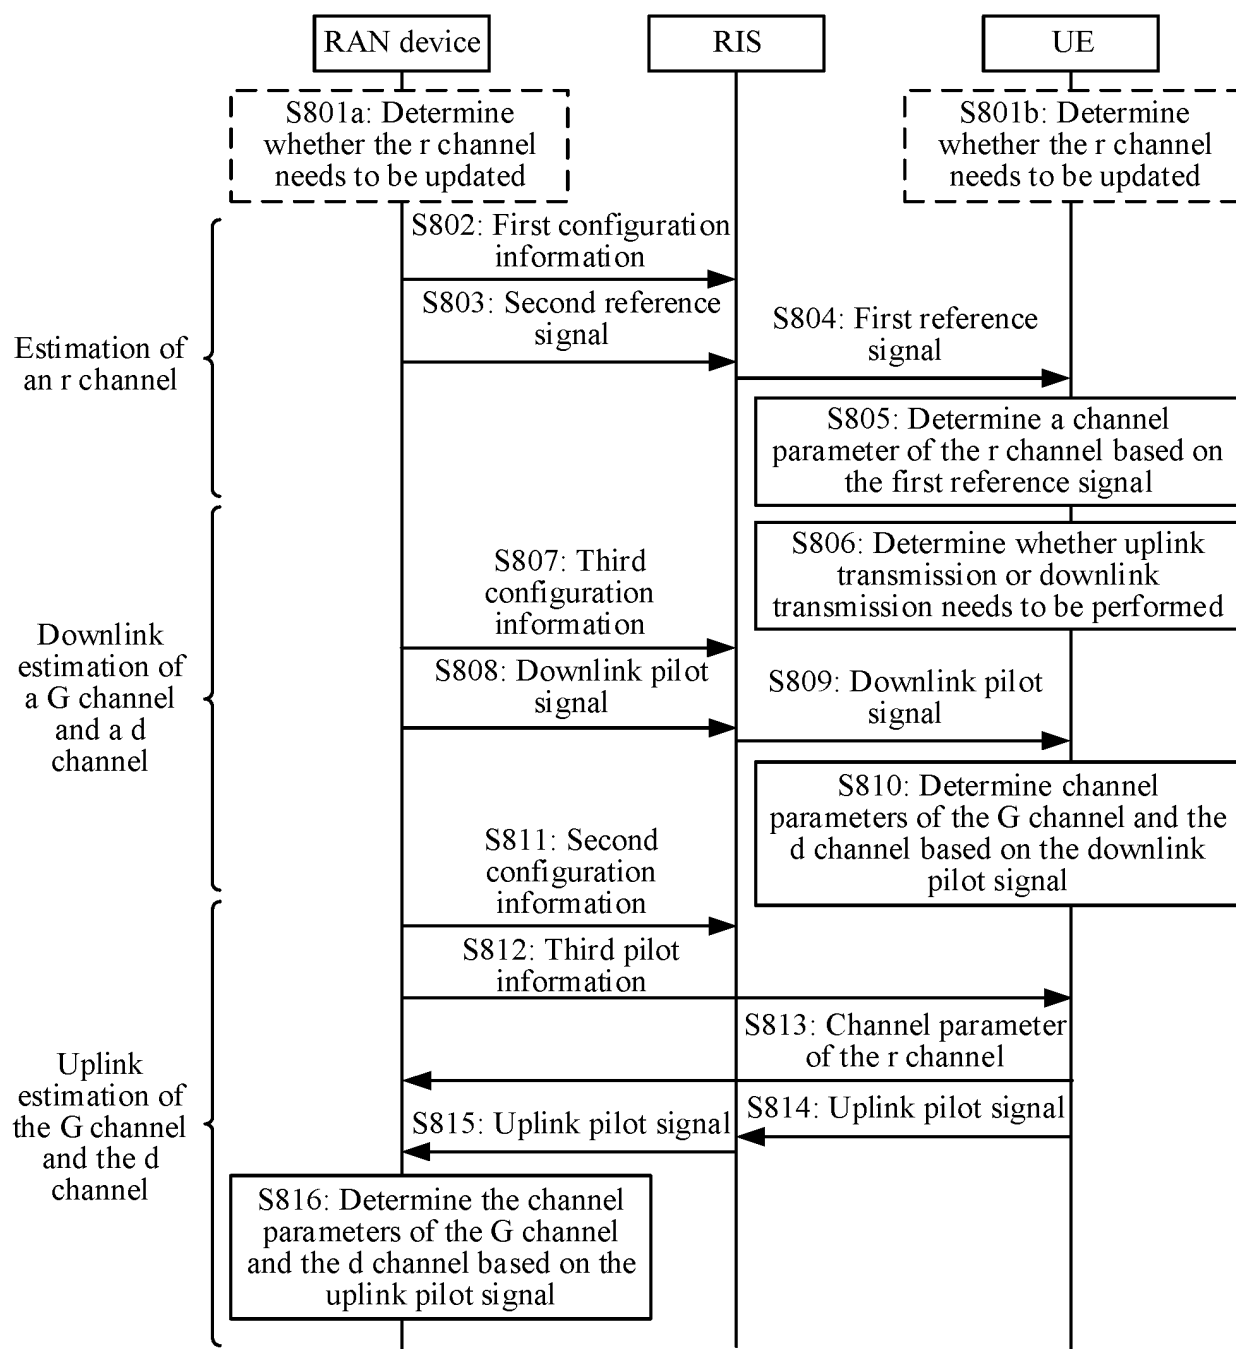 RAN device
RIS
UE
S801a: Determine
whether the r channel
needs to be updated
S801b: Determine
whether the r channel
needs to be updated
Estimation of
an r channel
S802: First configuration
information
S803: Second reference
signal
S804: First reference
signal
S805: Determine a channel
parameter of the r channel based on
the first reference signal
Downlink
estimation of
a G channel
and a d
channel
S806: Determine whether uplink
transmission or downlink
transmission needs to be performed
S807: Third
configuration
information
S808: Downlink pilot
signal
S809: Downlink pilot
signal
S810: Determine channel
parameters of the G channel and the
d channel based on the downlink
pilot signal
Uplink
estimation of
the G channel
and the d
channel
S811: Second
configuration
information
S812: Third pilot
information
S813: Channel parameter
of the r channel
S814: Uplink pilot signal
S815: Uplink pilot signal
S816: Determine the channel
parameters of the G channel
and the d channel based on the
uplink pilot signal